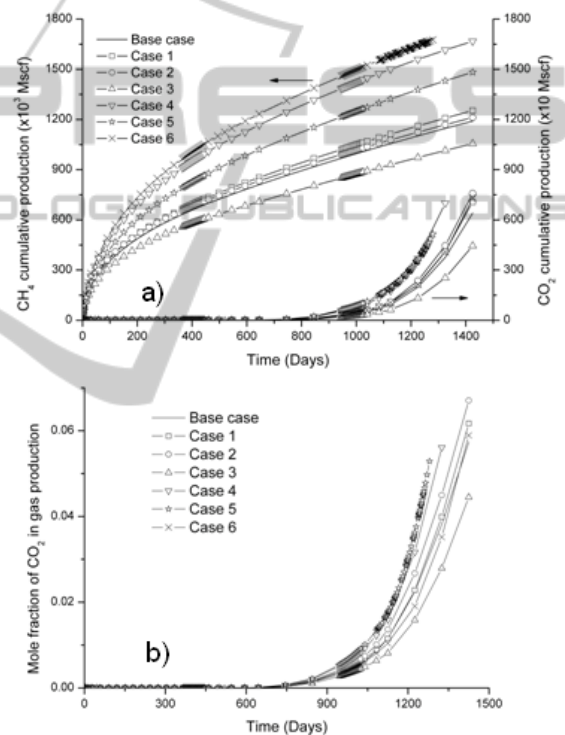 PRESS
OLOGY PUBLICATIONS
1800
1500
1200
900
600
300
0
CH4 cumulative production (x10³ Mscf)
Base case
Case 1
Case 2
Case 3
Case 4
Case 5
Case 6
a)
1800
1500
1200
900
600
300
0
CO2 cumulative production (x10 Mscf)
0 200 400 600 800 1000 1200 1400
Time (Days)
0.06
0.04
0.02
0.00
Mole fraction of CO2 in gas production
Base case
Case 1
Case 2
Case 3
Case 4
Case 5
Case 6
b)
0 300 600 900 1200 1500
Time (Days)